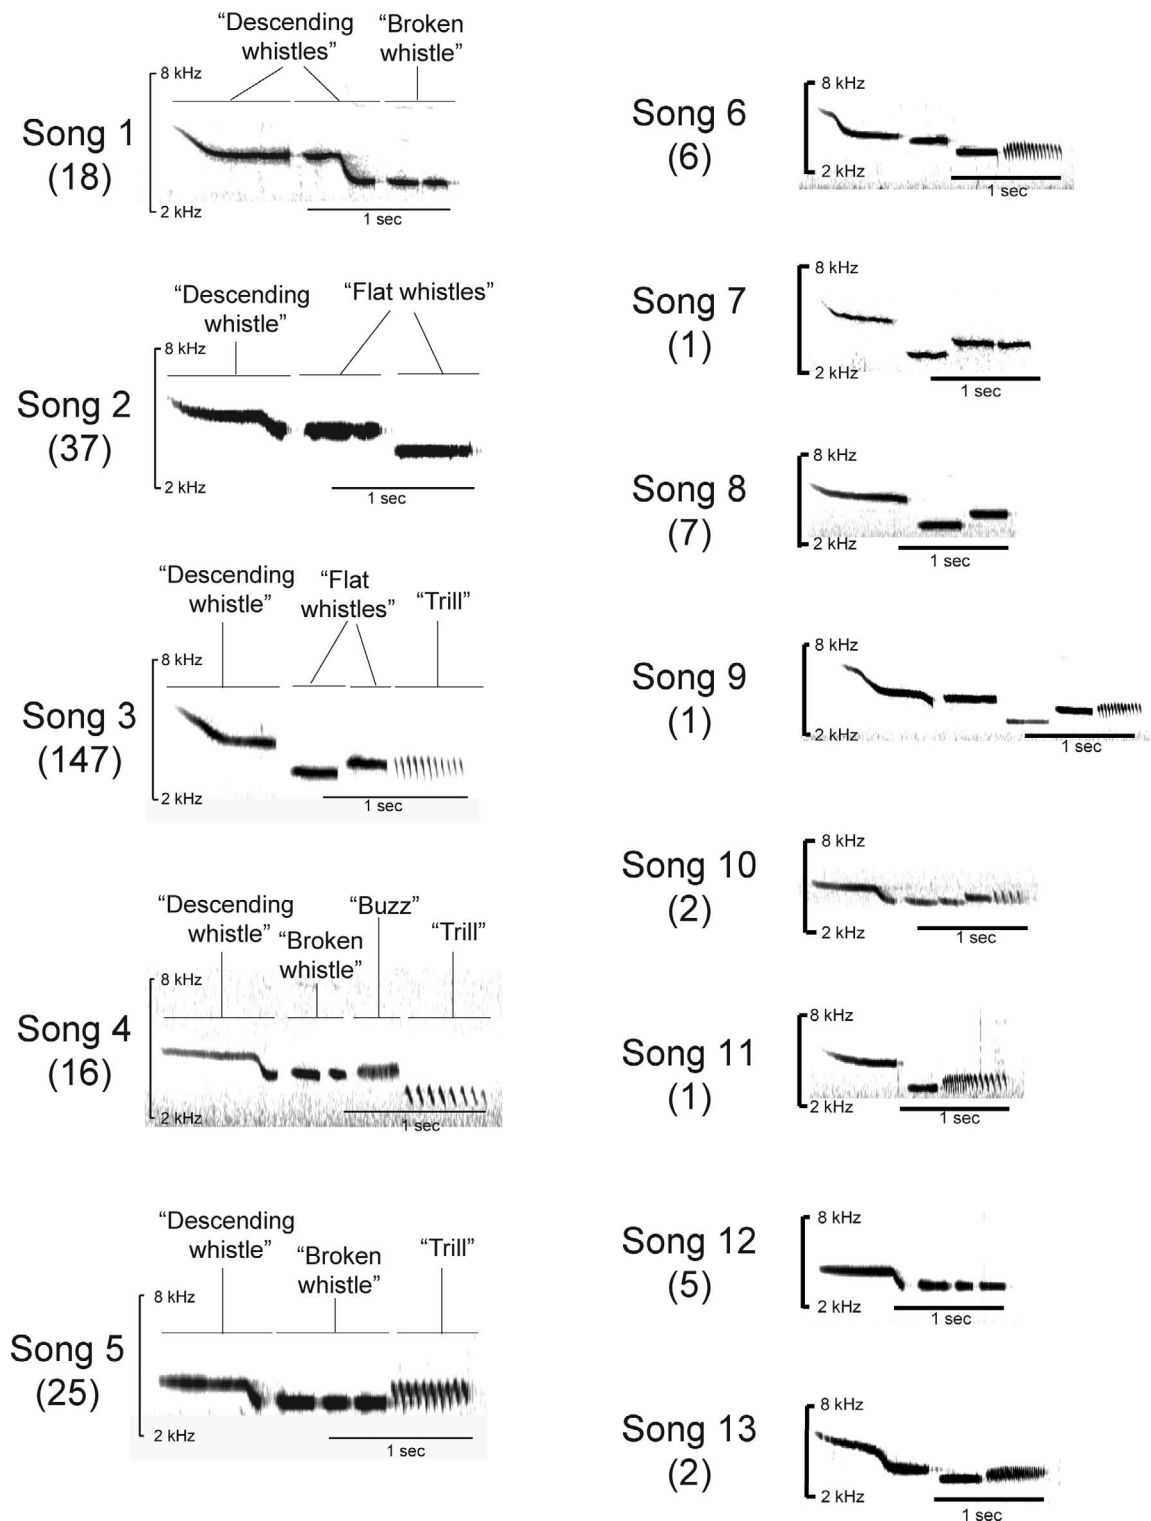 “Descending
whistles”
“Broken
whistle”
8 kHz
Song 1
(18)
2 kHz
1 sec
“Descending
whistle”
“Flat whistles”
8 kHz
Song 2
(37)
2 kHz
1 sec
“Descending
whistle”
“Flat
whistles”
“Trill”
8 kHz
Song 3
(147)
2 kHz
1 sec
“Descending
whistle”
“Broken
whistle”
“Buzz”
“Trill”
8 kHz
Song 4
(16)
2 kHz
1 sec
“Descending
whistle”
“Broken
whistle”
“Trill”
8 kHz
Song 5
(25)
2 kHz
1 sec
8 kHz
Song 6
(6)
2 kHz
1 sec
8 kHz
Song 7
(1)
2 kHz
1 sec
8 kHz
Song 8
(7)
2 kHz
1 sec
8 kHz
Song 9
(1)
2 kHz
1 sec
8 kHz
Song 10
(2)
2 kHz
1 sec
8 kHz
Song 11
(1)
2 kHz
1 sec
8 kHz
Song 12
(5)
2 kHz
1 sec
8 kHz
Song 13
(2)
2 kHz
1 sec